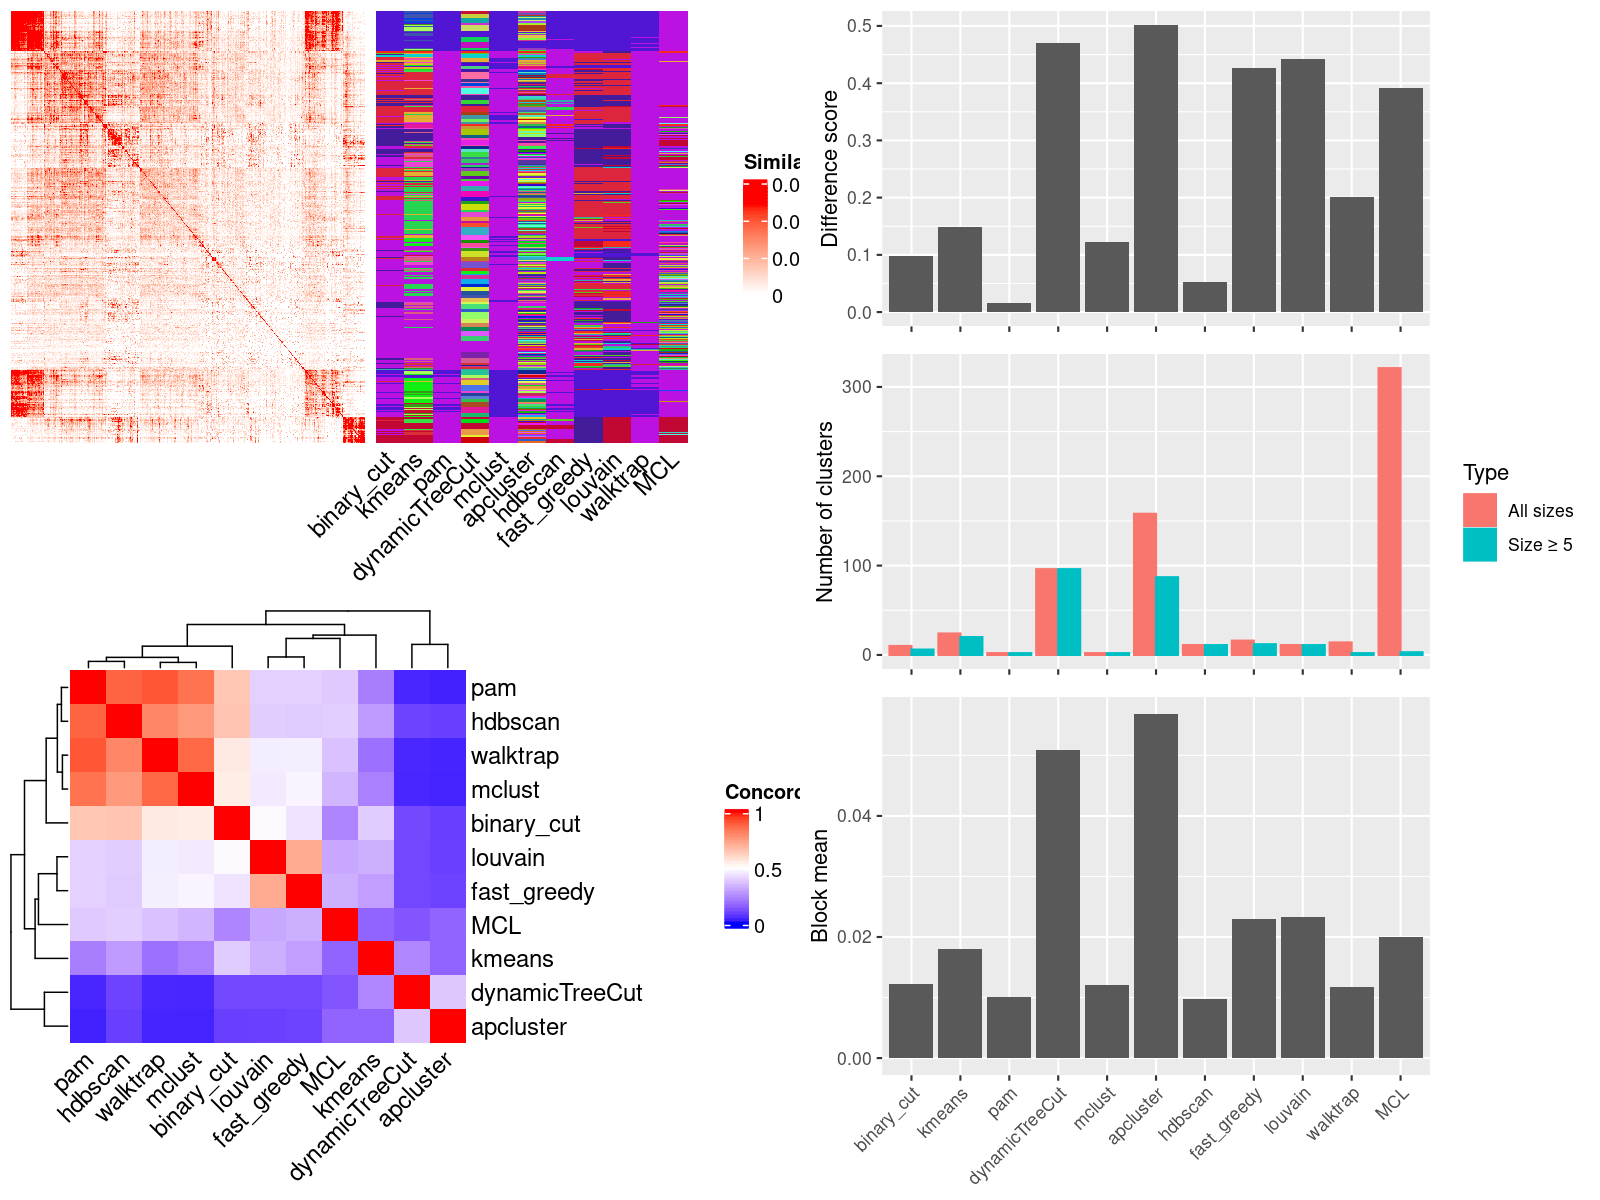 Simila
0.0
0.0
0.0
0
binary_cut
kmeans
pam
dynamicTreeCut
mclust
apcluster
hdbscan
fast_greedy
louvain
walktrap
MCL
pam
hdbscan
walktrap
mclust
binary_cut
louvain
fast_greedy
MCL
kmeans
dynamicTreeCut
apcluster
pam
hdbscan
walktrap
mclust
binary_cut
louvain
fast_greedy
MCL
kmeans
dynamicTreeCut
apcluster
Concord
1
0.5
0
Difference score
0.5
0.4
0.3
0.2
0.1
0.0
Number of clusters
300
200
100
0
Type
All sizes
Size ≥ 5
Block mean
0.04
0.02
0.00
binary_cut
kmeans
pam
dynamicTreeCut
mclust
apcluster
hdbscan
fast_greedy
louvain
walktrap
MCL